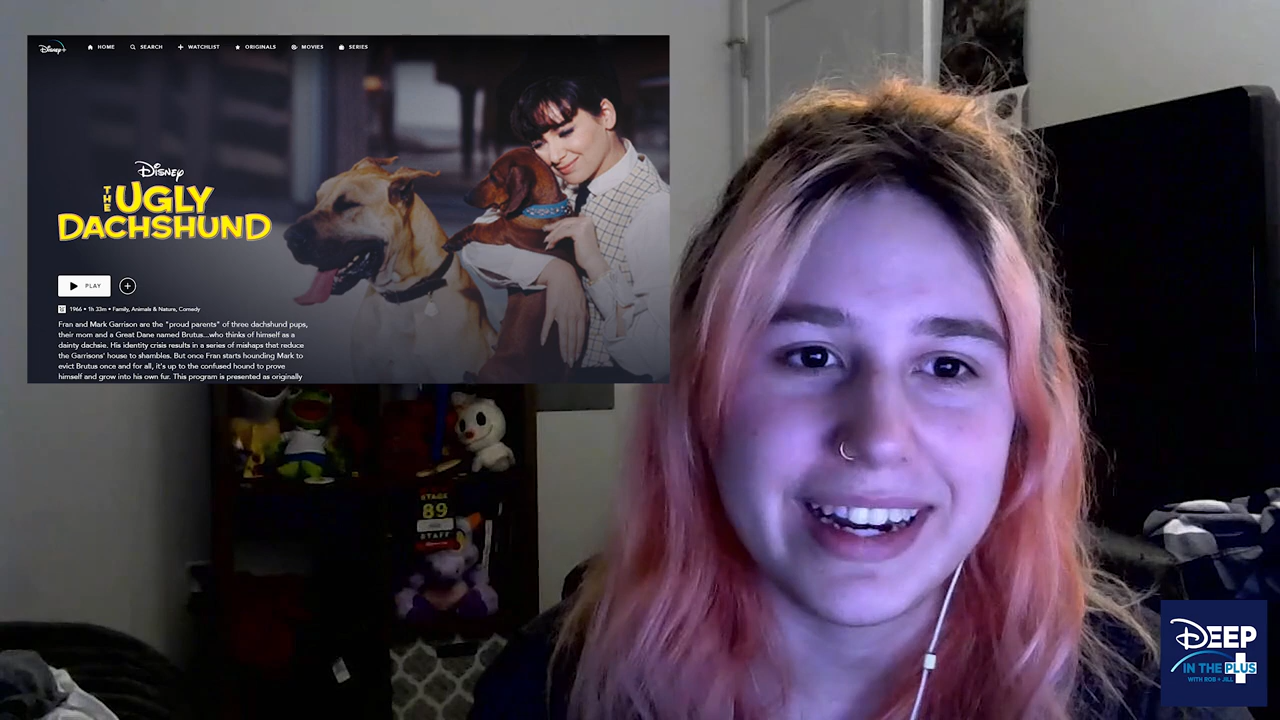 Disney+ HOME SEARCH WATCHLIST ORIGINALS MOVIES SERIES
Disney
THE UGLY
DACHSHUND
PLAY
1966 • 1h 33m • Family, Animals & Nature, Comedy
Fran and Mark Garrison are the "proud parents" of three dachshund pups,
their mom and a Great Dane named Brutus...who thinks of himself as a
dainty dachsie. His identity crisis results in a series of mishaps that reduce
the Garrisons' house to shambles. But once Fran starts hounding Mark to
evict Brutus once and for all, it's up to the confused hound to prove
himself and grow into his own fur. This program is presented as originally
STAGE
89
STAFF
DEEP
IN THE PLUS
WITH ROB + JILL